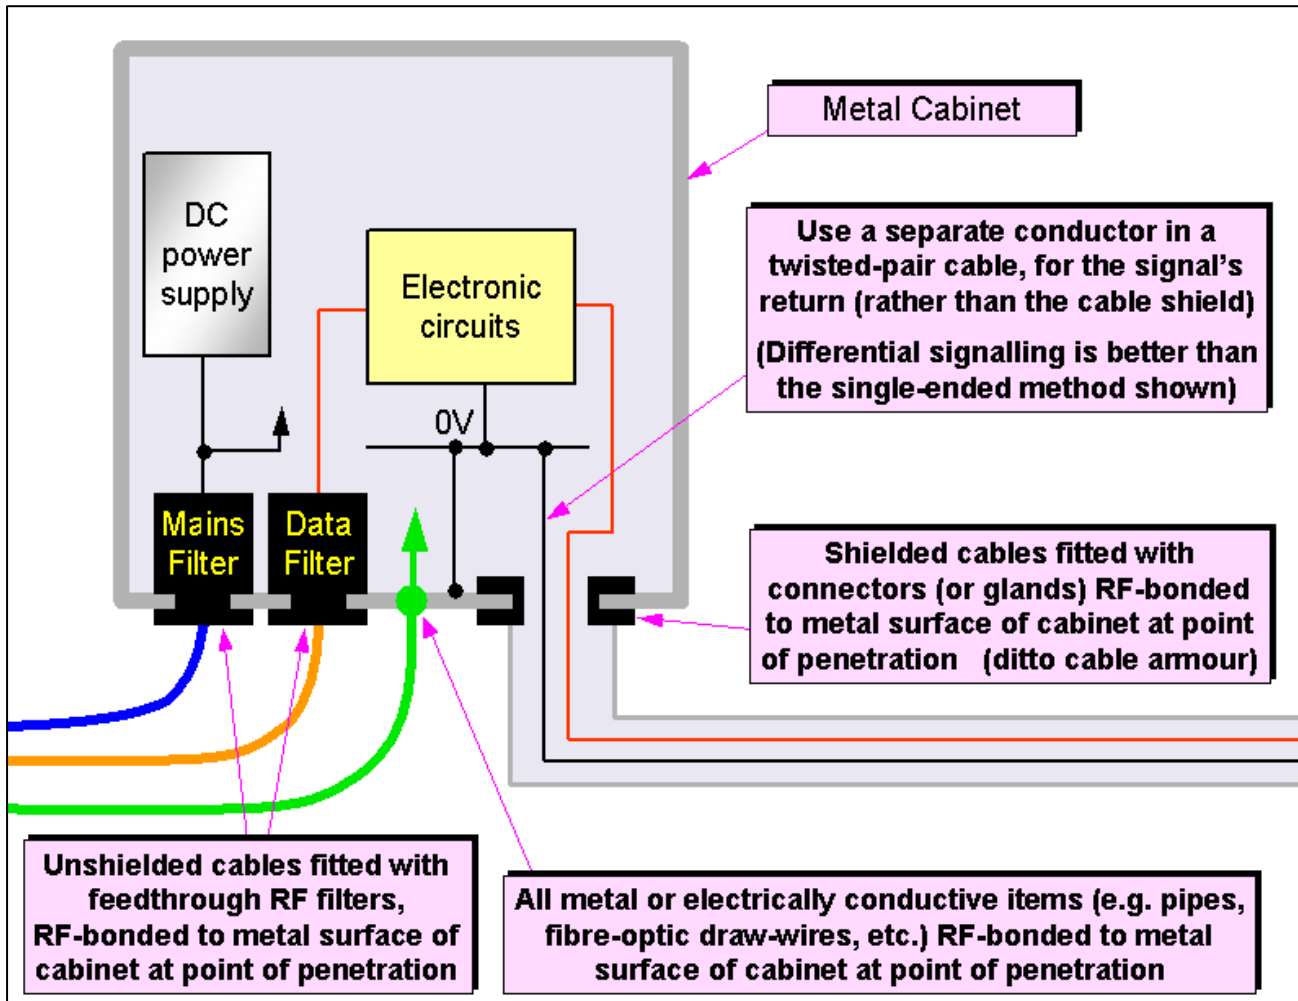 Metal Cabinet
DC
power
supply
Electronic
circuits
Use a separate conductor in a
twisted-pair cable, for the signal's
return (rather than the cable shield)
(Differential signalling is better than
the single-ended method shown)
0V
Mains
Filter
Data
Filter
Shielded cables fitted with
connectors (or glands) RF-bonded
to metal surface of cabinet at point
of penetration (ditto cable armour)
Unshielded cables fitted with
feedthrough RF filters,
RF-bonded to metal surface of
cabinet at point of penetration
All metal or electrically conductive items (e.g. pipes,
fibre-optic draw-wires, etc.) RF-bonded to metal
surface of cabinet at point of penetration